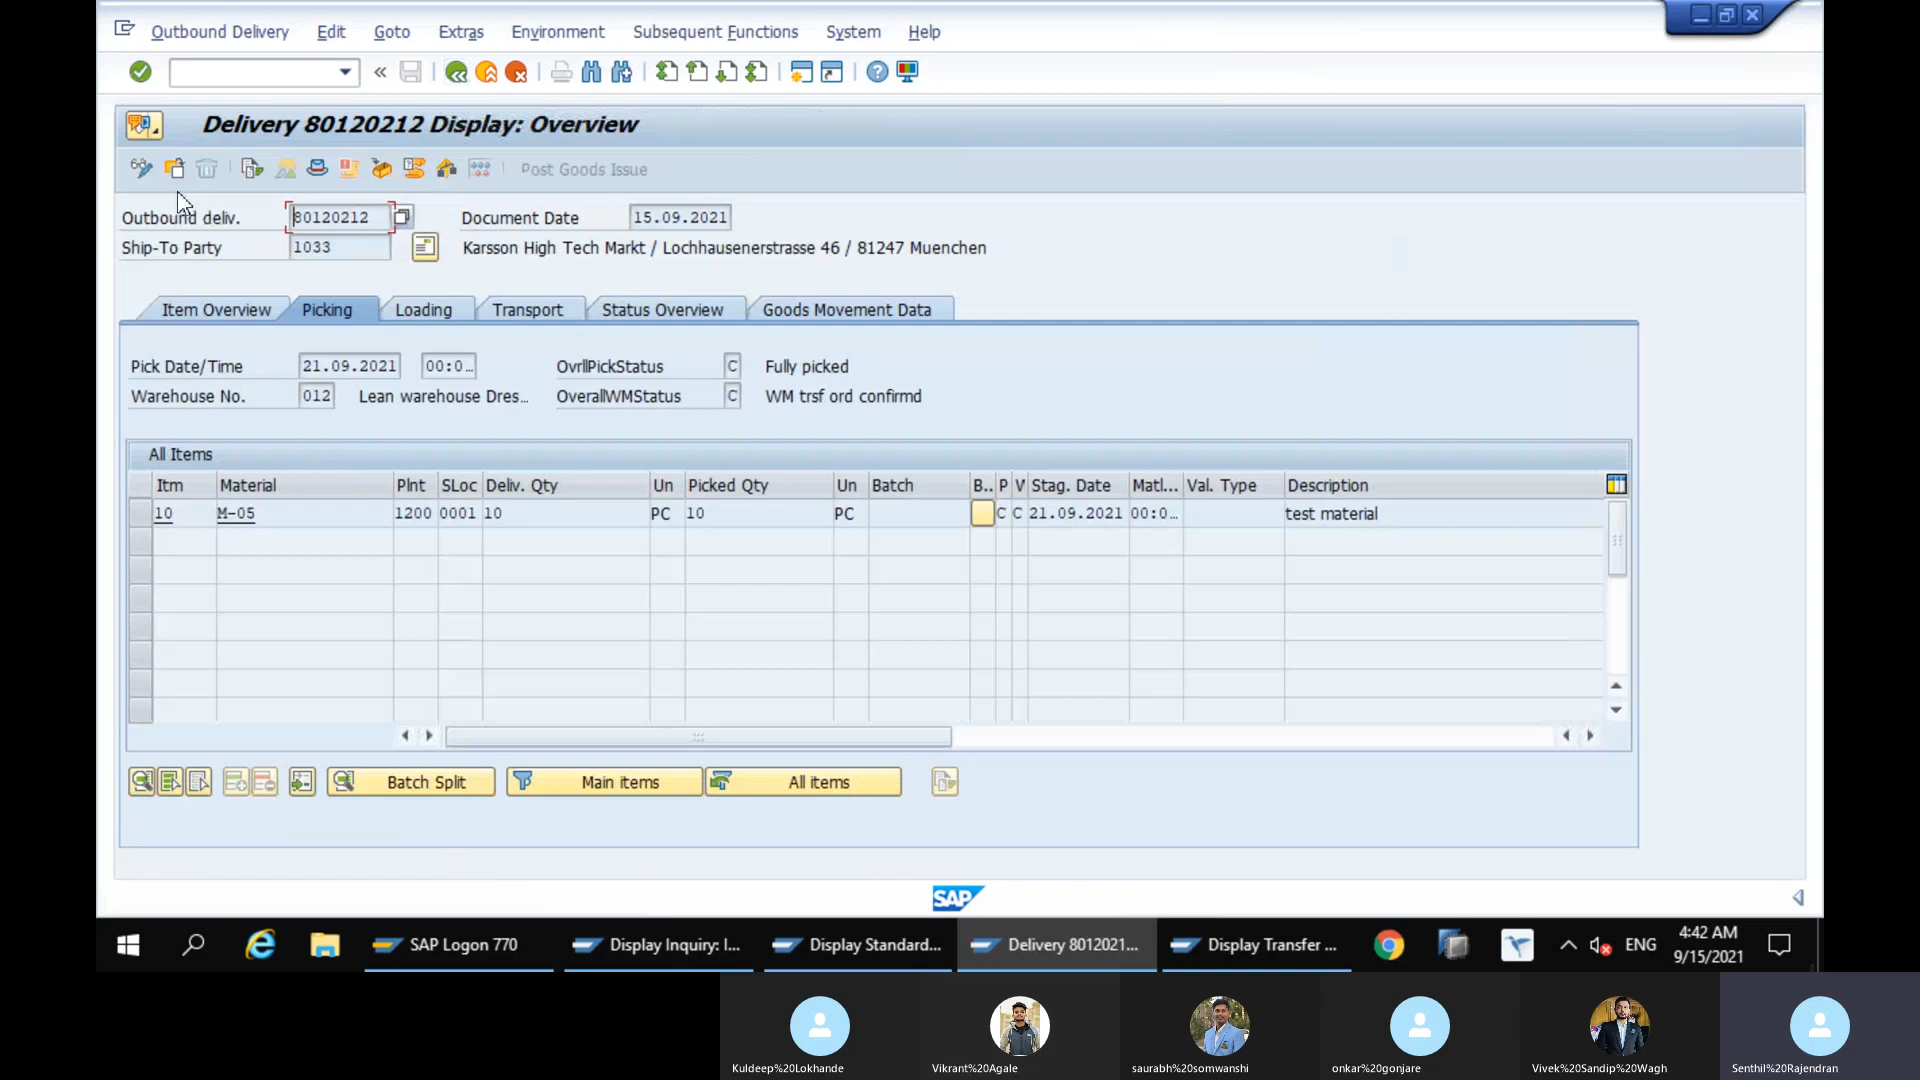 Outbound Delivery Edit Goto Extras Environment Subsequent Functions System Help
Delivery 80120212 Display: Overview
Post Goods Issue
Outbound deliv. 80120212 Document Date 15.09.2021
Ship-To Party 1033 Karsson High Tech Markt / Lochhausenerstrasse 46 / 81247 Muenchen
Item Overview Picking Loading Transport Status Overview Goods Movement Data
Pick Date/Time 21.09.2021 00:0... OvrllPickStatus C Fully picked
Warehouse No. 012 Lean warehouse Dres... OverallWMStatus C WM trsf ord confirmd
All Items
Itm Material Plnt SLoc Deliv. Qty Un Picked Qty Un Batch B.. P V Stag. Date Matl... Val. Type Description
10 M-05 1200 0001 10 PC 10 PC C C 21.09.2021 00:0... test material
Batch Split Main items All items
SAP
SAP Logon 770 Display Inquiry: I... Display Standard... Delivery 8012021... Display Transfer ... ENG 4:42 AM
9/15/2021
Kuldeep%20Lokhande Vikrant%20Agale saurabh%20somwanshi onkar%20gonjare Vivek%20Sandip%20Wagh Senthil%20Rajendran